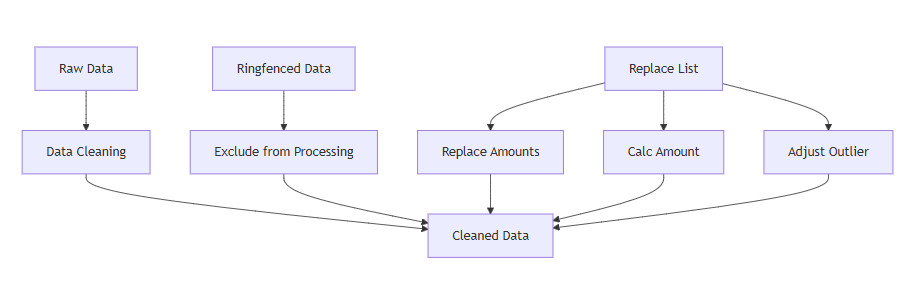 Raw Data
Ringfenced Data
Replace List
Data Cleaning
Exclude from Processing
Replace Amounts
Calc Amount
Adjust Outlier
Cleaned Data